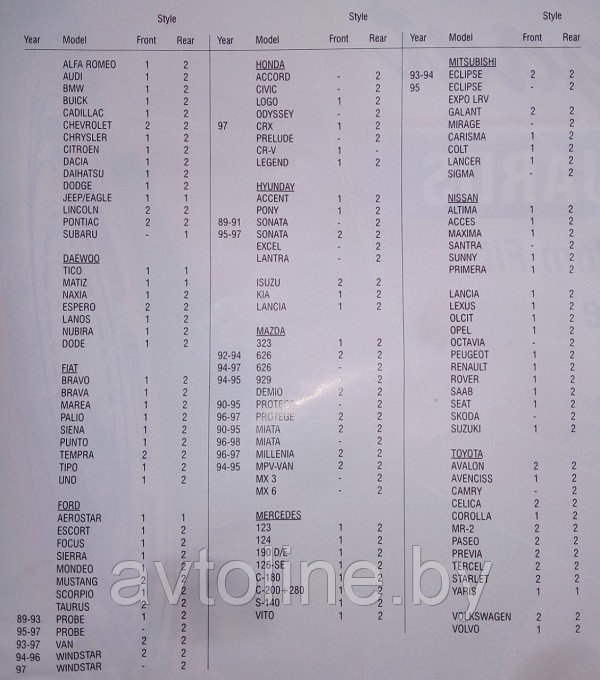 Style
Year Model Front Rear
ALFA ROMEO 1 2
AUDI 1 2
BMW 1 2
BUICK 1 2
CADILLAC 1 2
CHEVROLET 2 2
CHRYSLER 1 2
CITROEN 1 2
DACIA 1 2
DAIHATSU 1 2
DODGE 1 2
JEEP/EAGLE 1 1
LINCOLN 2 2
PONTIAC 2 2
SUBARU - 1
DAEWOO
TICO 1 1
MATIZ 1 1
NAXIA 1 2
ESPERO 2 2
LANOS 1 2
NUBIRA 1 2
DODE 1 2
FIAT
BRAVO 1 2
BRAVA 1 2
MAREA 1 2
PALIO 1 2
SIENA 1 2
PUNTO 1 2
TEMPRA 2 2
TIPO 1 2
UNO 1 2
FORD
AEROSTAR 1 1
ESCORT 1 2
FOCUS 1 2
SIERRA 1 2
MONDEO 1 2
MUSTANG 2 2
SCORPIO 1 2
TAURUS 2 2
89-93 PROBE 1 2
95-97 PROBE - 2
93-97 VAN 2 2
94-96 WINDSTAR 2 2
97 WINDSTAR - 2
Style
Year Model Front Rear
HONDA
ACCORD - 2
CIVIC - 2
LOGO 1 2
ODYSSEY - 2
97 CRX 1 2
PRELUDE - 2
CR-V 1 -
LEGEND 1 2
HYUNDAY
ACCENT 1 2
PONY 1 2
89-91 SONATA - 2
95-97 SONATA 2 2
EXCEL - 2
LANTRA - 2
ISUZU 2 2
KIA 1 2
LANCIA 1 2
MAZDA
323 1 2
92-94 626 2 2
94-97 626 - 2
94-95 929 - 2
DEMIO 2 2
90-95 PROTEGE - 2
96-97 PROTEGE 2 2
90-95 MIATA 2 2
96-98 MIATA - 2
96-97 MILLENIA 2 2
94-95 MPV-VAN 2 2
MX 3 - 2
MX 6 - 2
MERCEDES
123 1 2
124 1 2
190 D/E 1 2
126-SE 1 2
C-180 1 2
C-200-280 1 2
S-140 1 2
VITO 1 2
Style
Year Model Front Rear
MITSUBISHI
93-94 ECLIPSE 2 2
95 ECLIPSE - 2
EXPO LRV
GALANT 2 2
MIRAGE - 2
CARISMA 1 2
COLT 1 2
LANCER 1 2
SIGMA - 2
NISSAN
ALTIMA 1 2
ACCES 1 2
MAXIMA 1 2
SANTRA - 2
SUNNY 1 2
PRIMERA 1 2
LANCIA 1 2
LEXUS 1 2
OLCIT 1 2
OPEL 1 2
OCTAVIA - 2
PEUGEOT 1 2
RENAULT 1 2
ROVER 1 2
SAAB 1 2
SEAT 1 2
SKODA - 2
SUZUKI 1 2
TOYOTA
AVALON 2 2
AVENCISS 1 2
CAMRY - 2
CELICA 2 2
COROLLA 1 2
MR-2 2 2
PASEO 2 2
PREVIA 2 2
TERCEL 2 2
STARLET 2 2
YARIS 1 1
VOLKSWAGEN 2 2
VOLVO 1 2
avtoline.by